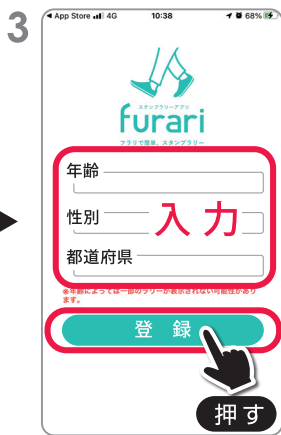 3
App Store 4G 10:38 68%
スタンプラリーアプリ
furari
フラリで簡単、スタンプラリー
年齢
性別
入力
都道府県
※年齢によっては一部のラリーが表示されない可能性があり
ます。
登 録
押す